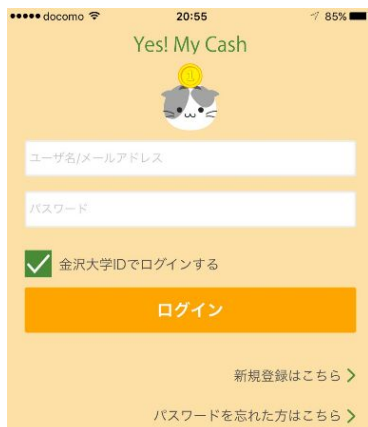 docomo 20:55 85%
Yes! My Cash
1
ユーザ名/メールアドレス
パスワード
金沢大学IDでログインする
ログイン
新規登録はこちら
パスワードを忘れた方はこちら